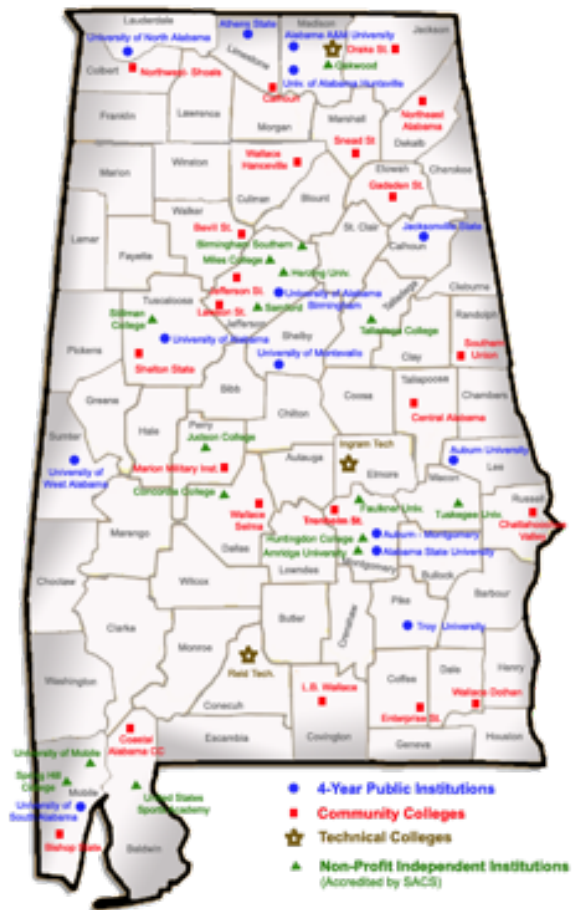 Lauderdale
Athens State
Madison
University of North Alabama
Alabama A&M University
Jackson
Limestone
Drake St.
Oakwood
Colbert
Northwest- Shoals
Univ. of Alabama Huntsville
Calhoun
Lawrence
Franklin
Morgan
Marshall
Northeast
Alabama
Dekalb
Snead St
Wallace
Hanceville
Marion
Winston
Etowah
Cherokee
Gadsden St.
Culman
Blount
Walker
Bevill St.
St. Clair
Jacksonville State
Birmingham Southern
Calhoun
Lamar
Fayette
Miles College
Herzing Univ.
Cleburne
Jefferson St.
University of Alabama
Birmingham
Talladega
Tuscaloosa
Lawson St.
Samford
Randolph
Stillman
College
Jefferson
Talladega College
University of Alabama
Shelby
Southern
Union
Pickens
Shelton State
University of Montevallo
Clay
Bibb
Tallapoosa
Greene
Coosa
Chambers
Chilton
Hale
Perry
Central Alabama
Sumter
Judson College
Ingram Tech
Autauga
Elmore
Auburn University
Lee
University of
West Alabama
Marion Military Inst.
Macon
Concordia College
Russell
Wallace
Selma
Trenholm St.
Faulkner Univ.
Tuskegee Univ.
Chattahoochee
Valley
Marengo
Dallas
Huntingdon College
Auburn - Montgomery
Amridge University
Alabama State University
Lowndes
Montgomery
Choctaw
Wilcox
Bullock
Barbour
Butler
Pike
Clarke
Crenshaw
Troy University
Monroe
Reid Tech.
Washington
Coffee
Dale
Henry
L.B. Wallace
Wallace Dothan
Conecuh
Enterprise St.
Coastal
Alabama CC
Escambia
Covington
Geneva
Houston
University of Mobile
Spring Hill
College
Mobile
United States
Sports Academy
University of
South Alabama
Bishop State
Baldwin
4-Year Public Institutions
Community Colleges
Technical Colleges
Non-Profit Independent Institutions
(Accredited by SACS)